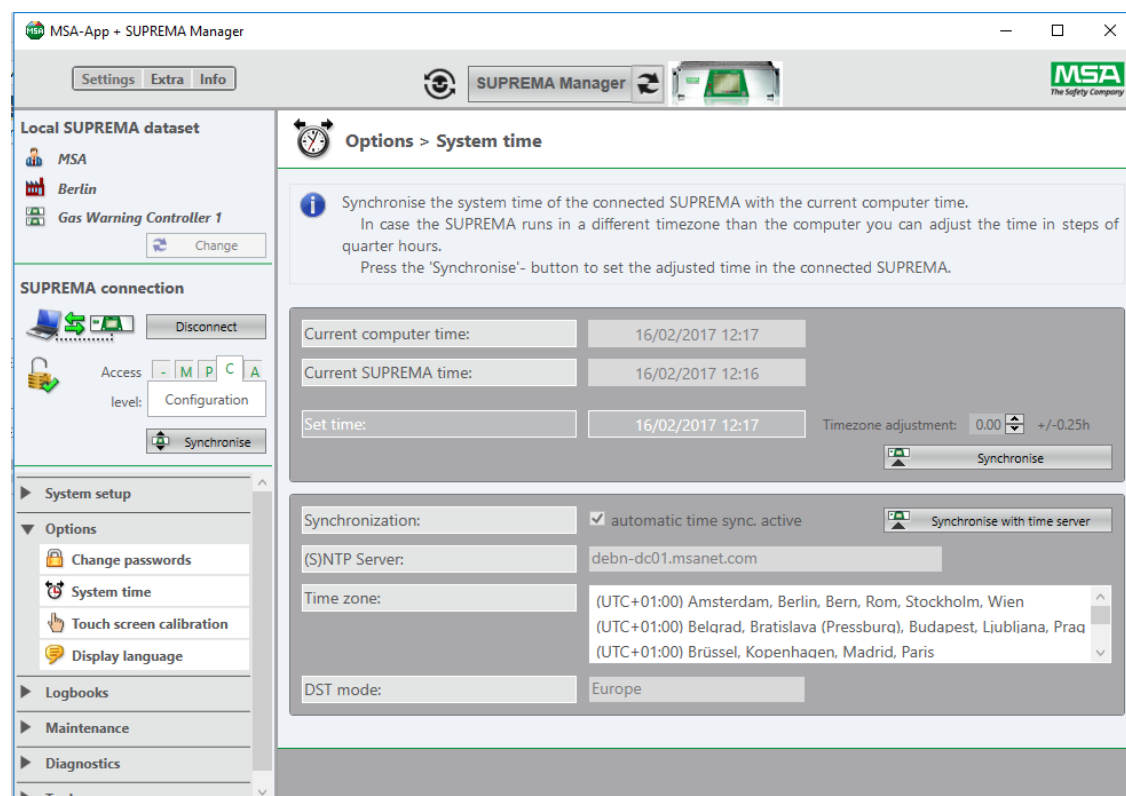 MSA-App + SUPREMA Manager
Settings Extra Info
SUPREMA Manager
MSA
The Safety Company
Local SUPREMA dataset
MSA
Berlin
Gas Warning Controller 1
Change
SUPREMA connection
Disconnect
Access level:
- M P C A
Configuration
Synchronise
System setup
Options
Change passwords
System time
Touch screen calibration
Display language
Logbooks
Maintenance
Diagnostics
Options > System time
Synchronise the system time of the connected SUPREMA with the current computer time.
In case the SUPREMA runs in a different timezone than the computer you can adjust the time in steps of
quarter hours.
Press the 'Synchronise'- button to set the adjusted time in the connected SUPREMA.
Current computer time: 16/02/2017 12:17
Current SUPREMA time: 16/02/2017 12:16
Set time: 16/02/2017 12:17 Timezone adjustment: 0.00 +/-0.25h
Synchronise
Synchronization: automatic time sync. active Synchronise with time server
(S)NTP Server: debn-dc01.msanet.com
Time zone: (UTC+01:00) Amsterdam, Berlin, Bern, Rom, Stockholm, Wien
(UTC+01:00) Belgrad, Bratislava (Pressburg), Budapest, Ljubljana, Prag
(UTC+01:00) Brüssel, Kopenhagen, Madrid, Paris
DST mode: Europe